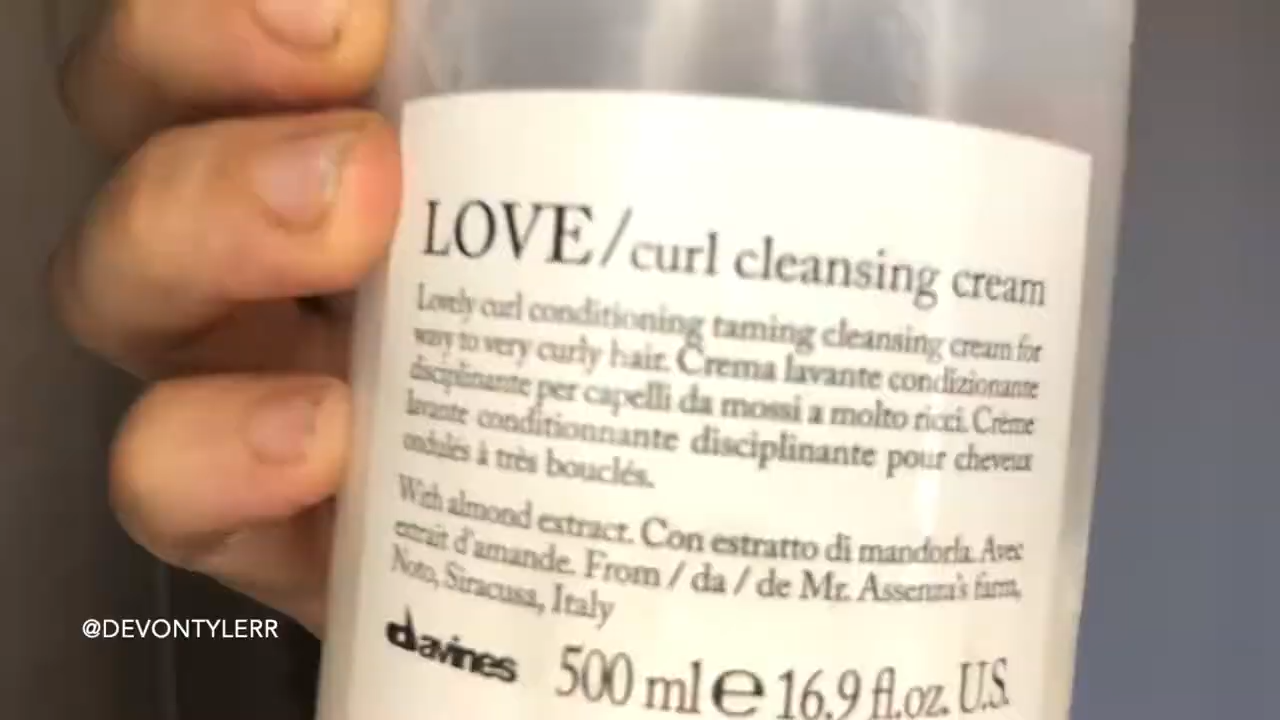 LOVE/curl cleansing cream
Lovely curl conditioning taming cleansing cream for
wavy to very curly hair. Crema lavante condizionante
disciplinante per capelli da mossi a molto ricci. Crème
lavante conditionnante disciplinante pour cheveux
ondulés à très bouclés.
With almond extract. Con estratto di mandorla. Avec
extrait d'amande. From / da / de Mr. Assenza's farm,
Noto, Siracusa, Italy
davines 500 ml e 16.9 fl.oz. U.S.
@DEVONTYLERR